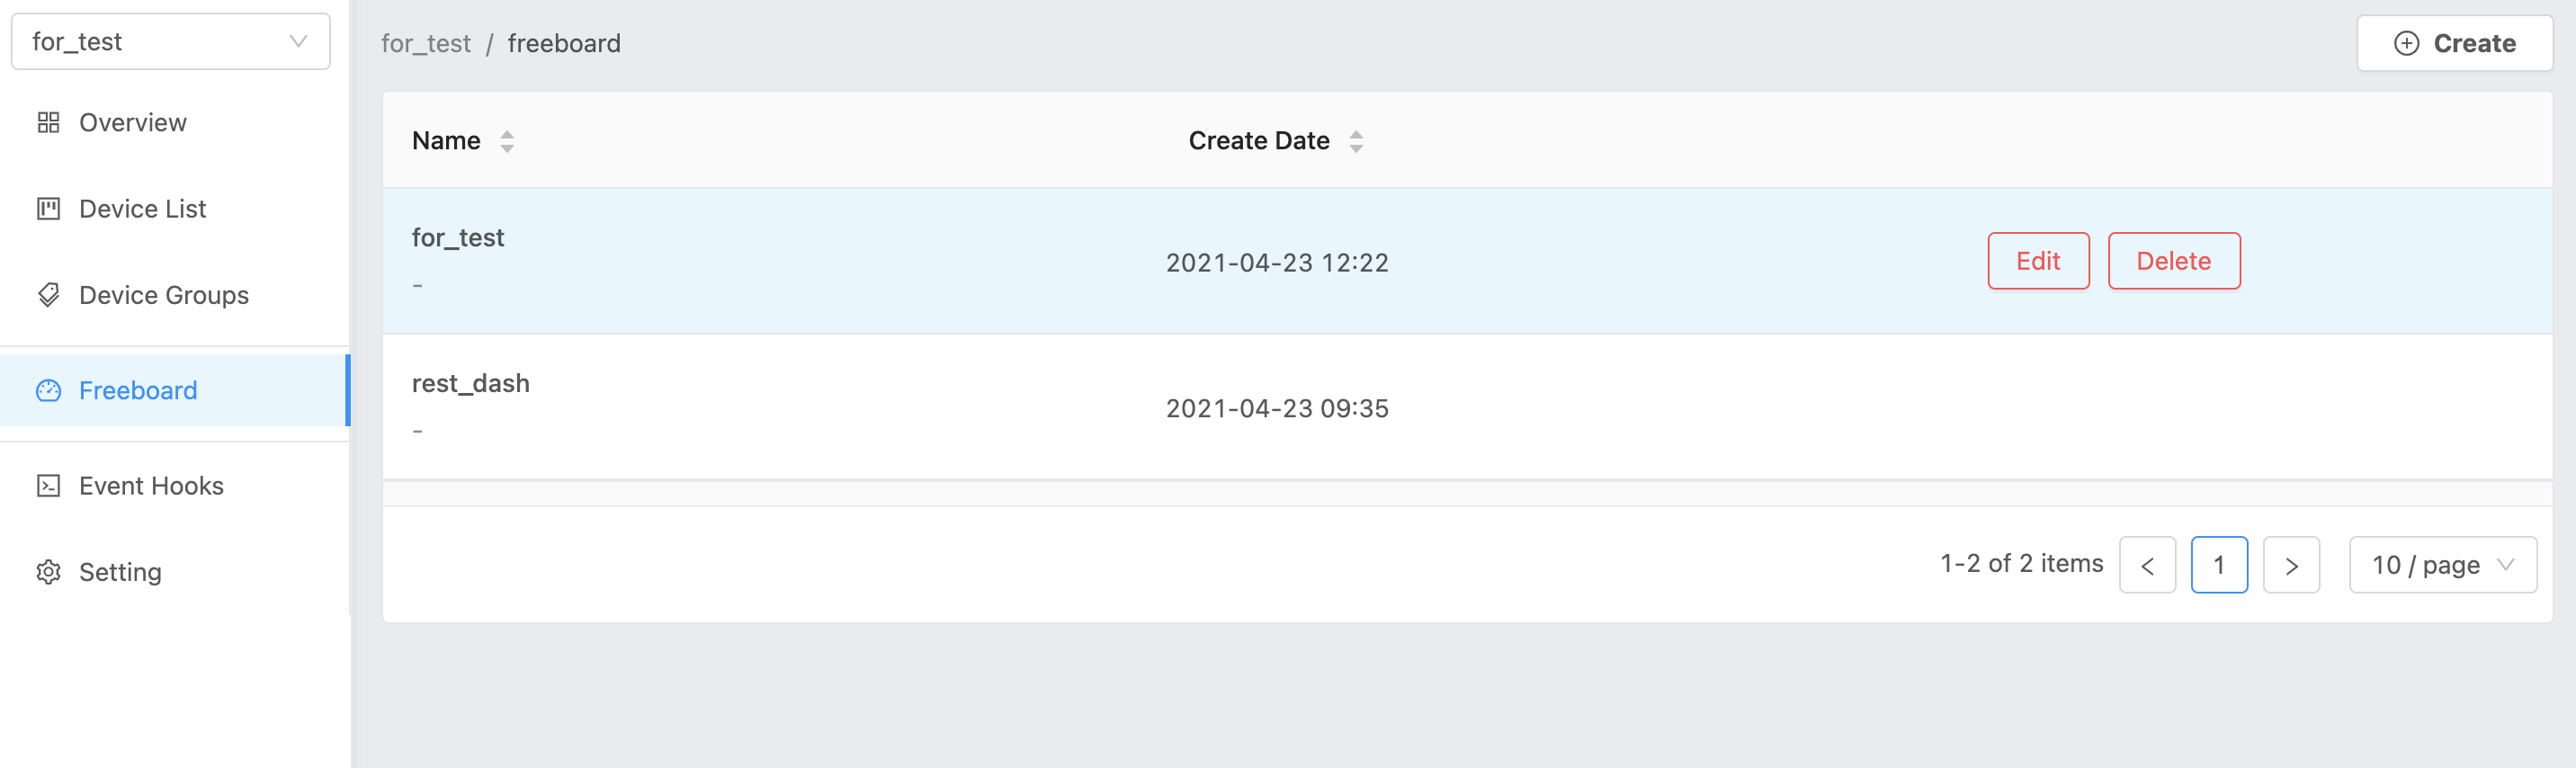 for_test
for_test / freeboard
Create
Overview
Device List
Device Groups
Freeboard
Event Hooks
Setting
Name
Create Date
for_test
-
2021-04-23 12:22
Edit
Delete
rest_dash
-
2021-04-23 09:35
1-2 of 2 items
<
1
>
10 / page